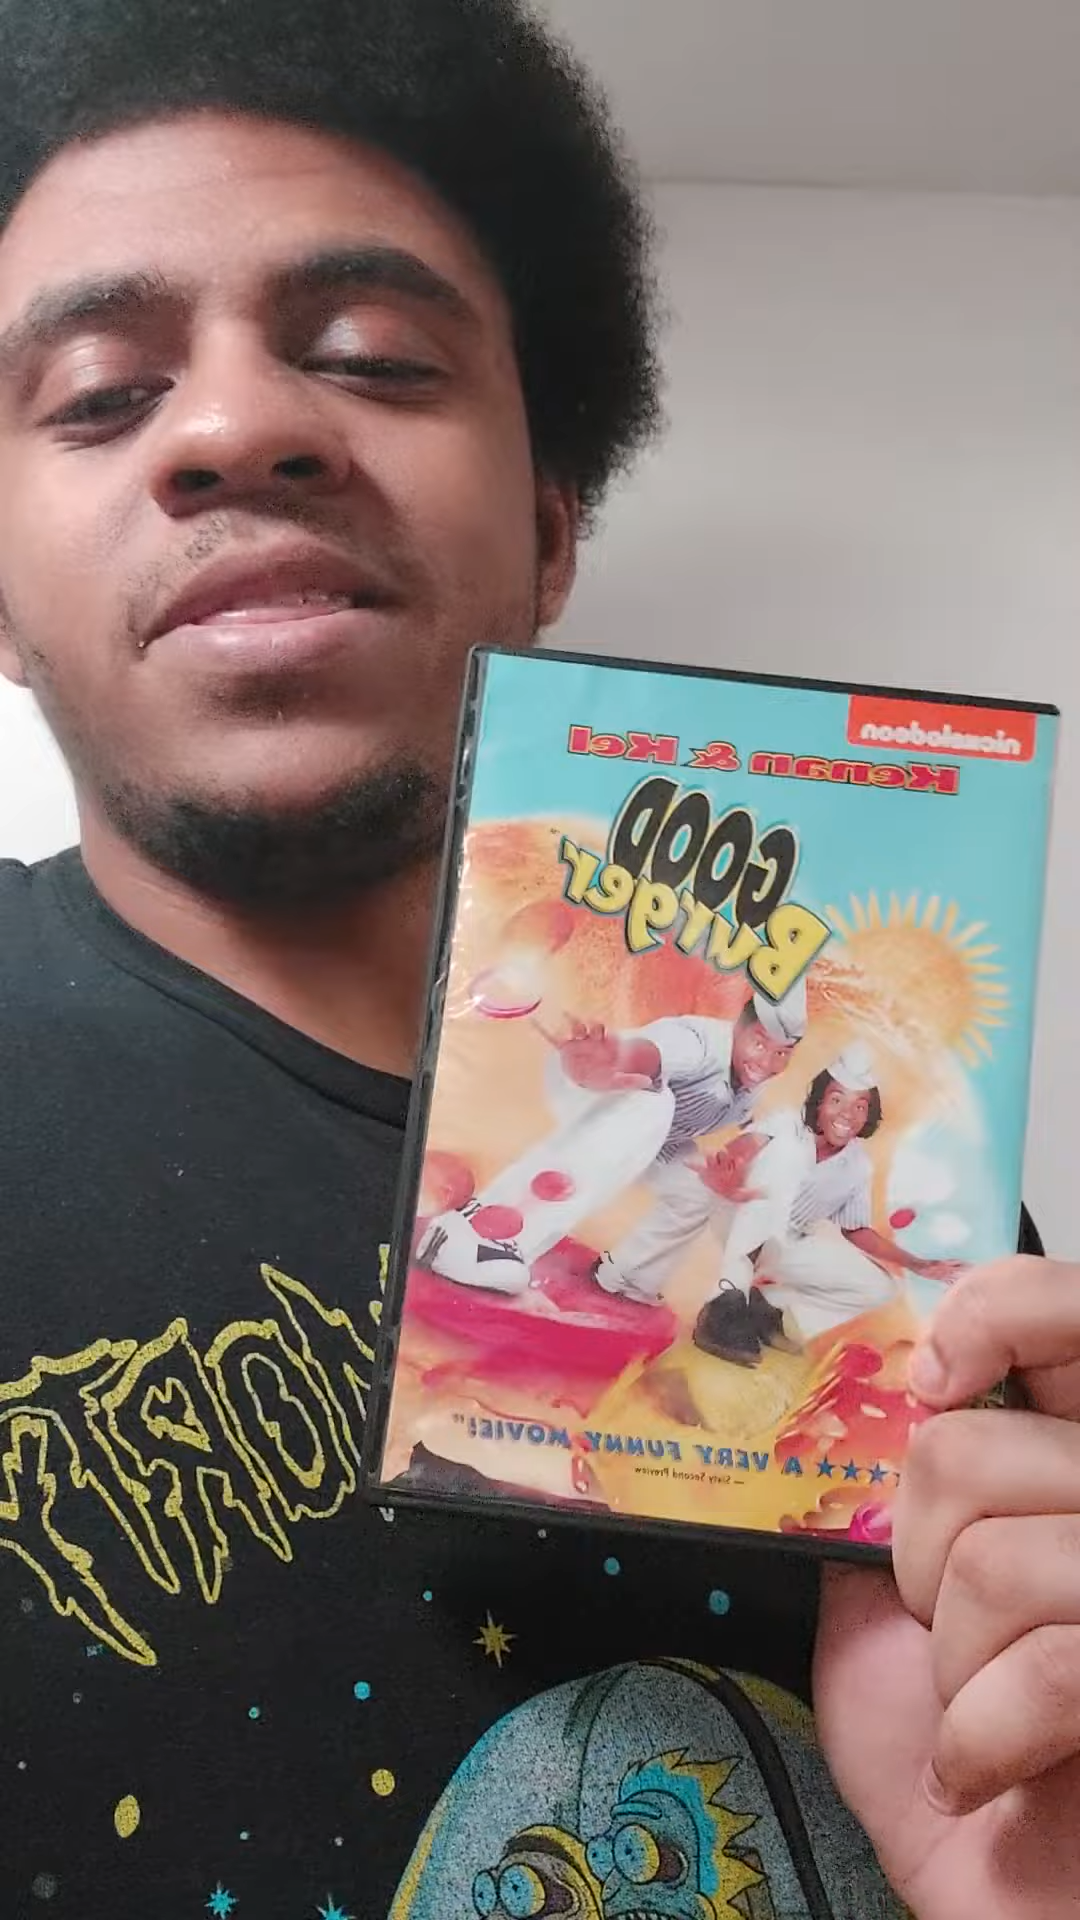 nickelodeon
Kenan & Kel
GOOD
Burger
★★★ A VERY FUNNY MOVIE!"
— Sixty Second Preview